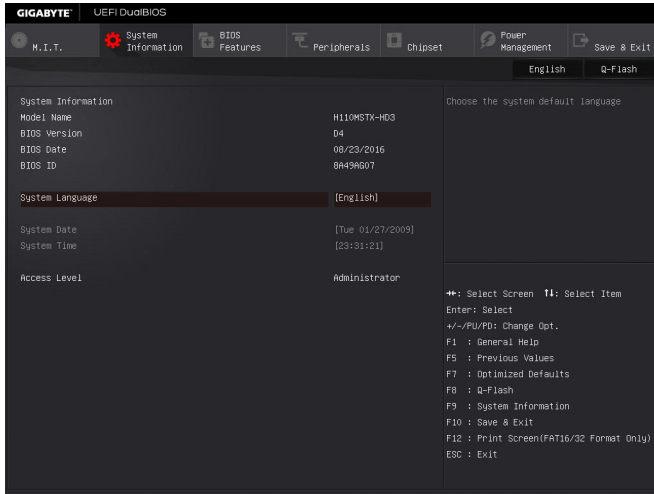 GIGABYTE™ UEFI DualBIOS
M.I.T. System Information BIOS Features Peripherals Chipset Power Management Save & Exit
English Q-Flash
System Information
Model Name H110MSTX-HD3
BIOS Version D4
BIOS Date 08/23/2016
BIOS ID 8A49AG07
System Language [English]
System Date [Tue 01/27/2009]
System Time [23:31:21]
Access Level Administrator
Choose the system default language
→←: Select Screen ↑↓: Select Item
Enter: Select
+/-/PU/PD: Change Opt.
F1 : General Help
F5 : Previous Values
F7 : Optimized Defaults
F8 : Q-Flash
F9 : System Information
F10 : Save & Exit
F12 : Print Screen(FAT16/32 Format Only)
ESC : Exit